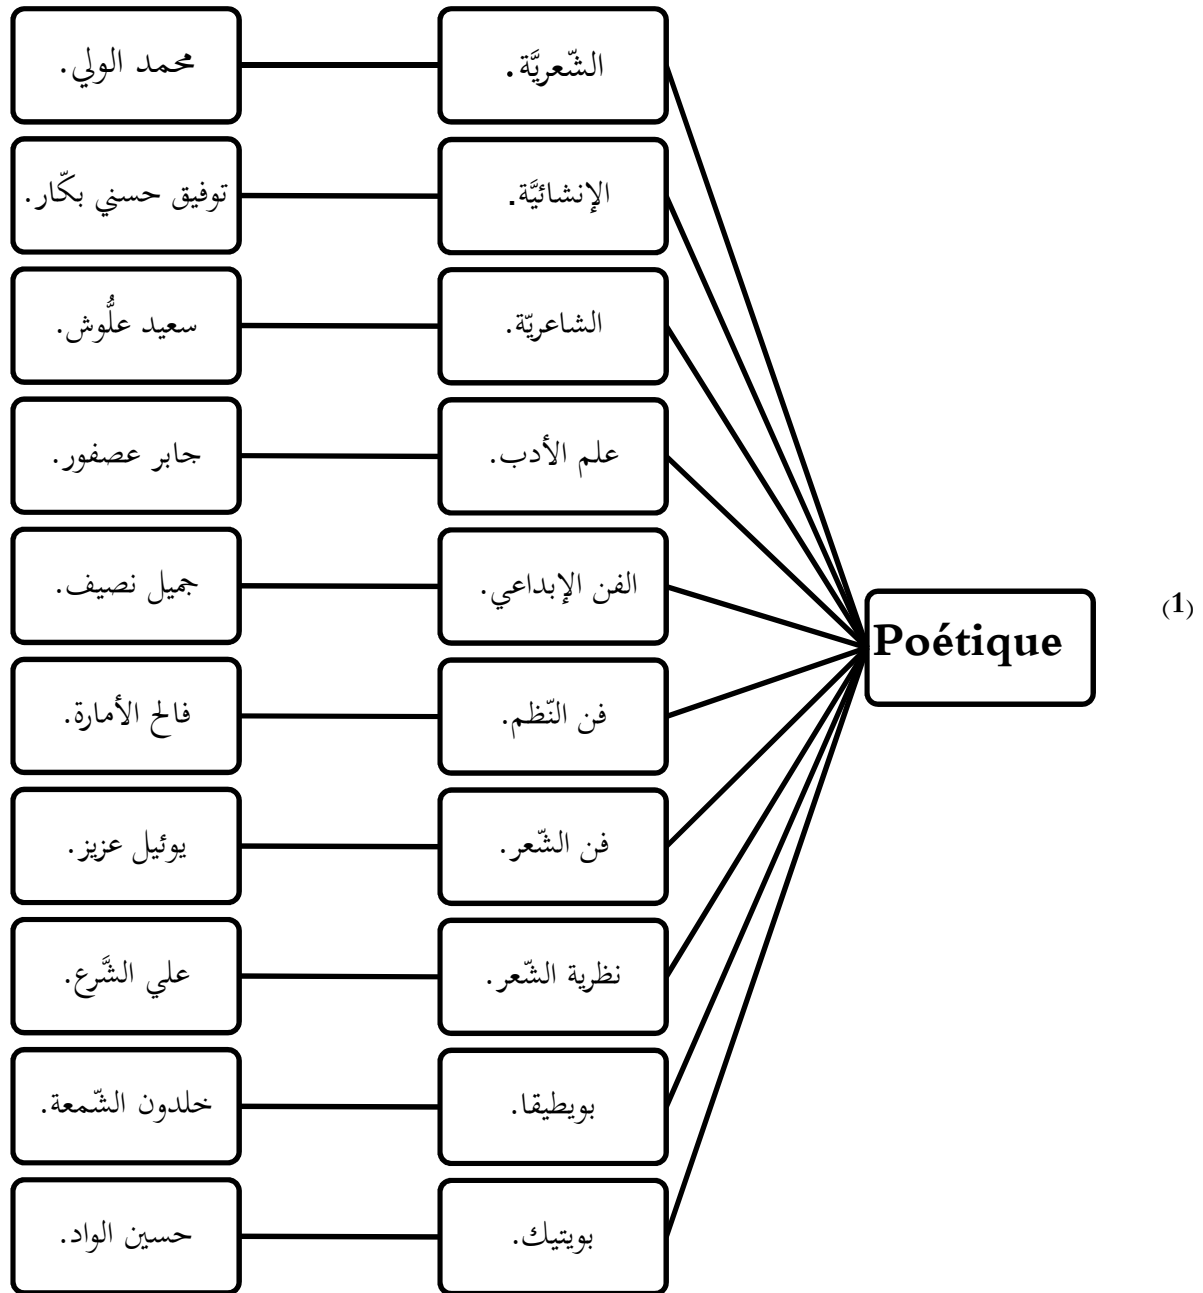 (1)
Poétique
الشّعريَّة.
محمد الولي.
الإنشائيَّة.
توفيق حسني بكّار.
الشاعريّة.
سعيد علُّوش.
علم الأدب.
جابر عصفور.
الفن الإبداعي.
جميل نصيف.
فن النّظم.
فالح الأمارة.
فن الشّعر.
يوئيل عزيز.
نظرية الشّعر.
علي الشَّرع.
بويطيقا.
خلدون الشّمعة.
بويتيك.
حسين الواد.